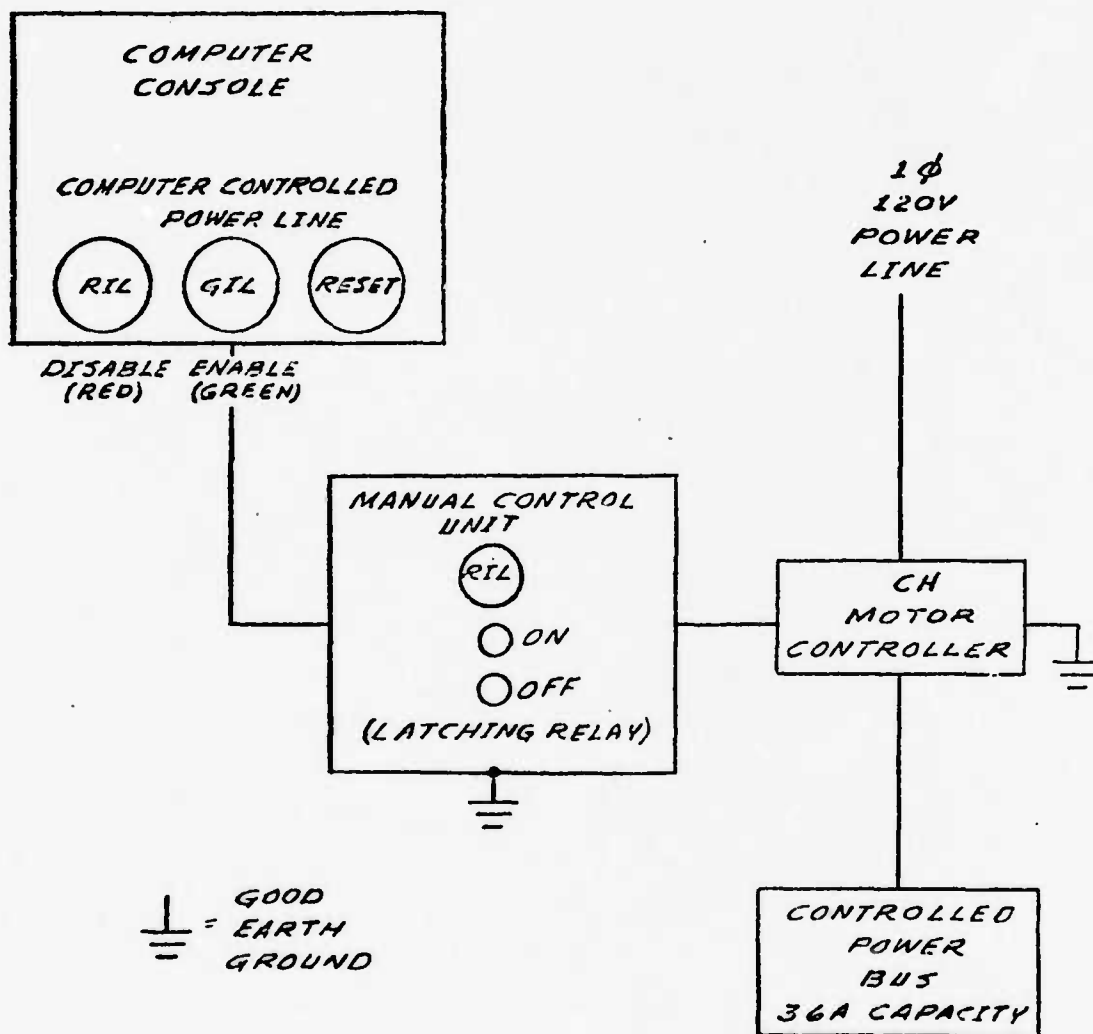 COMPUTER
CONSOLE
COMPUTER CONTROLLED
POWER LINE
RIL
GIL
RESET
DISABLE
(RED)
ENABLE
(GREEN)
1ϕ
120V
POWER
LINE
MANUAL CONTROL
UNIT
RIL
ON
OFF
(LATCHING RELAY)
CH
MOTOR
CONTROLLER
= GOOD
EARTH
GROUND
CONTROLLED
POWER
BUS
36A CAPACITY